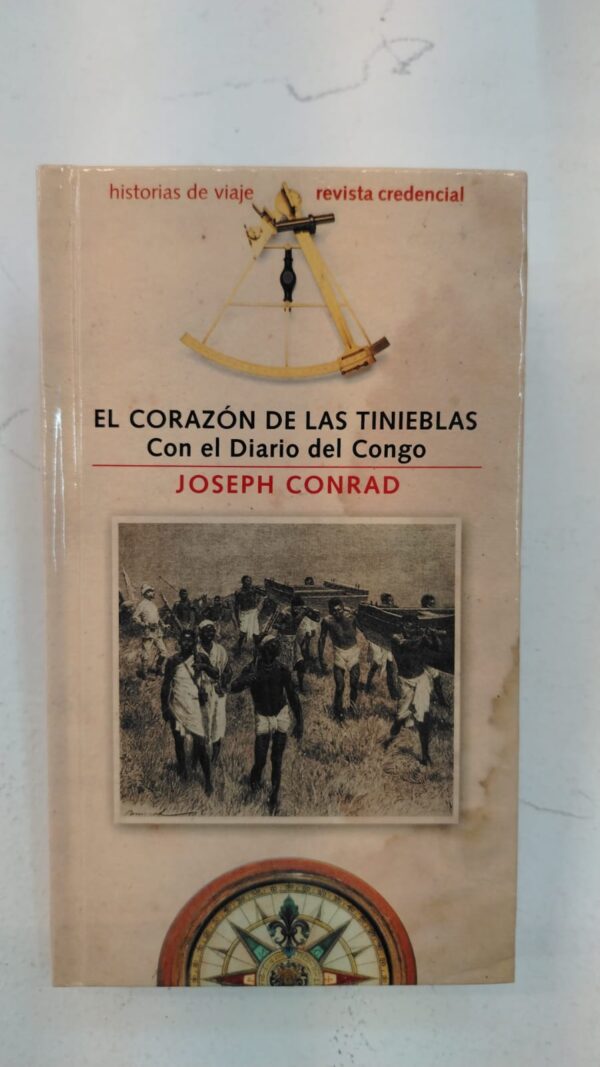 historias de viaje revista credencial
EL CORAZÓN DE LAS TINIEBLAS
Con el Diario del Congo
JOSEPH CONRAD